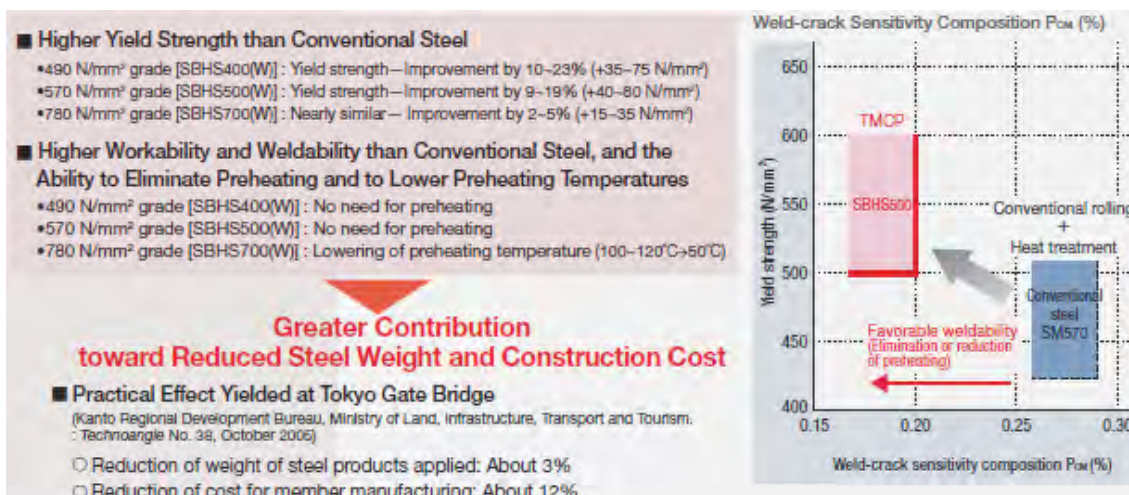 ■ Higher Yield Strength than Conventional Steel
•490 N/mm² grade [SBHS400(W)] : Yield strength—Improvement by 10~23% (+35~75 N/mm²)
•570 N/mm² grade [SBHS500(W)] : Yield strength—Improvement by 9~19% (+40~80 N/mm²)
•780 N/mm² grade [SBHS700(W)] : Nearly similar— Improvement by 2~5% (+15~35 N/mm²)
■ Higher Workability and Weldability than Conventional Steel, and the
Ability to Eliminate Preheating and to Lower Preheating Temperatures
•490 N/mm² grade [SBHS400(W)] : No need for preheating
•570 N/mm² grade [SBHS500(W)] : No need for preheating
•780 N/mm² grade [SBHS700(W)] : Lowering of preheating temperature (100~120°C→50°C)
Greater Contribution
toward Reduced Steel Weight and Construction Cost
■ Practical Effect Yielded at Tokyo Gate Bridge
(Kanto Regional Development Bureau, Ministry of Land, Infrastructure, Transport and Tourism.
: Technoangle No. 38, October 2006)
○ Reduction of weight of steel products applied: About 3%
○ Reduction of cost for member manufacturing: About 12%
Weld-crack Sensitivity Composition PCM (%)
650
600
550
500
450
400
Yield strength (N/mm²)
TMCP
SBHS500
Conventional rolling
+
Heat treatment
Conventional
steel
SM570
Favorable weldability
(Elimination or reduction
of preheating)
0.15
0.20
0.25
0.30
Weld-crack sensitivity composition PCM (%)